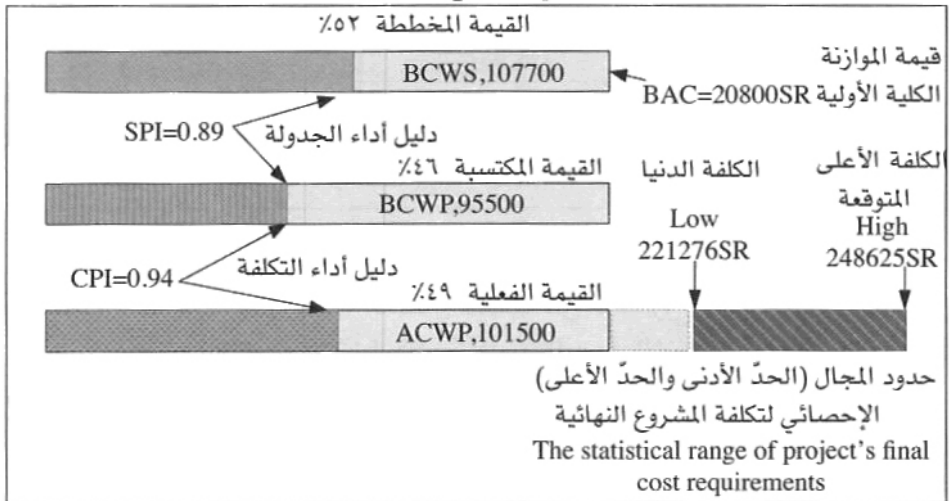 القيمة المخططة ٥٢٪
BCWS,107700
قيمة الموازنة
الكلية الأولية BAC=20800SR
SPI=0.89
دليل أداء الجدولة
القيمة المكتسبة ٤٦٪
BCWP,95500
الكلفة الدنيا
Low
221276SR
الكلفة الأعلى
المتوقعة
High
248625SR
CPI=0.94
دليل أداء التكلفة
القيمة الفعلية ٤٩٪
ACWP,101500
حدود المجال (الحدّ الأدنى والحدّ الأعلى)
الإحصائي لتكلفة المشروع النهائية
The statistical range of project's final
cost requirements